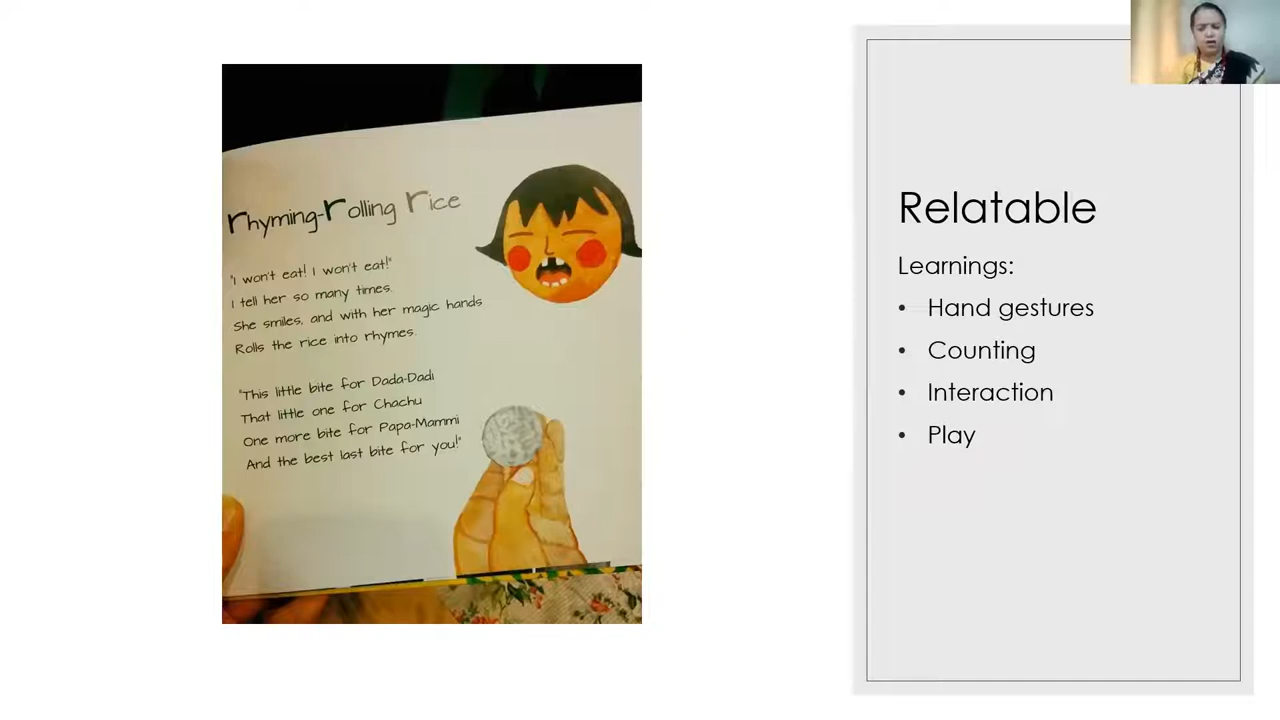 rhyming-rolling rice
"I won't eat! I won't eat!"
I tell her so many times.
She smiles, and with her magic hands
Rolls the rice into rhymes.
"This little bite for Dada-Dadi
That little one for Chachu
One more bite for Papa-Mammi
And the best last bite for you!"
Relatable
Learnings:
• Hand gestures
• Counting
• Interaction
• Play